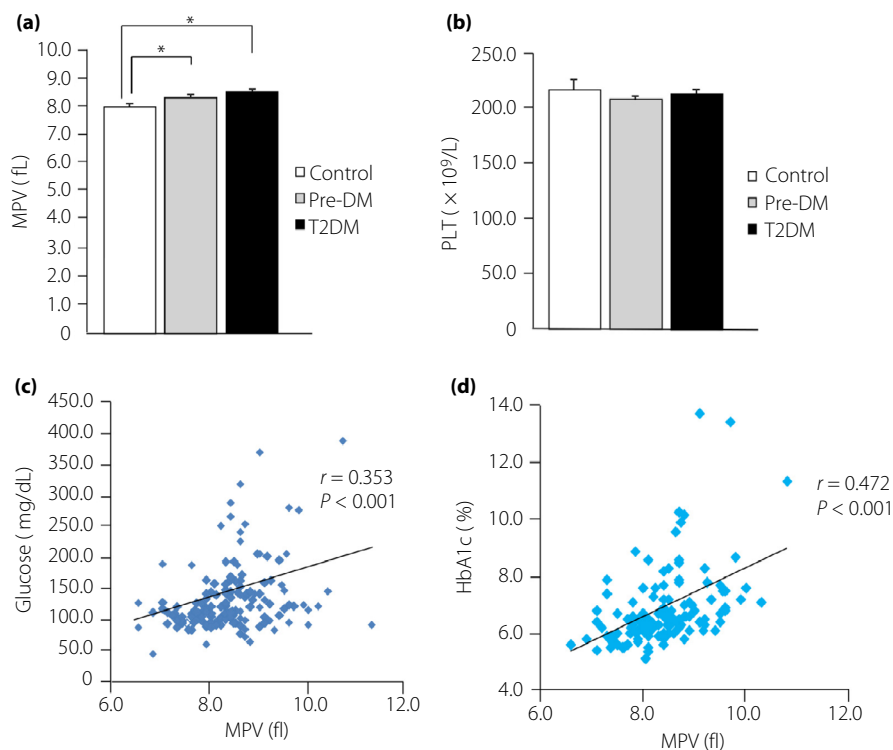 (a)
*
*
10.0
9.0
8.0
7.0
6.0
5.0
4.0
3.0
2.0
1.0
0
MPV (fL)
Control
Pre-DM
T2DM
(b)
250.0
200.0
150.0
100.0
50.0
0
PLT ( × 10⁹/L)
Control
Pre-DM
T2DM
(c)
450.0
400.0
350.0
300.0
250.0
200.0
150.0
100.0
50.0
0
Glucose ( mg/dL)
r = 0.353
P < 0.001
6.0 8.0 10.0 12.0
MPV (fl)
(d)
14.0
12.0
10.0
8.0
6.0
4.0
HbA1c ( %)
r = 0.472
P < 0.001
6.0 8.0 10.0 12.0
MPV (fl)